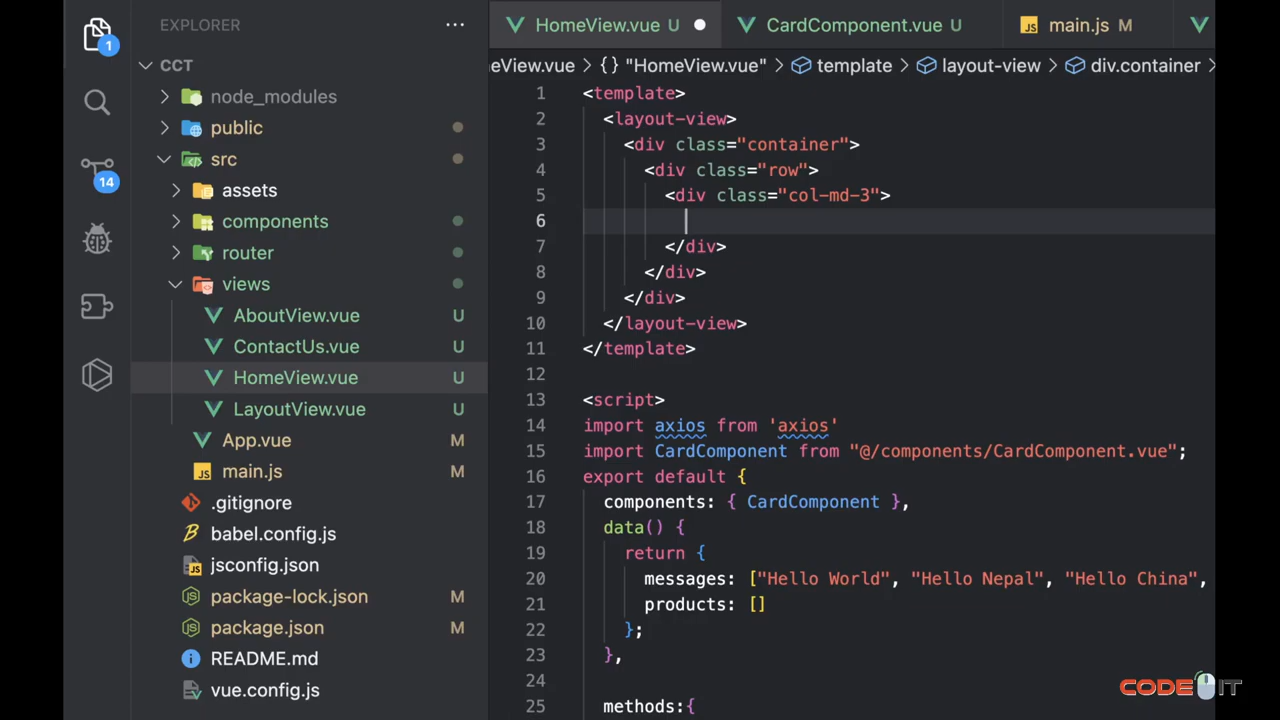 1
14
EXPLORER
CCT
node_modules
public
src
assets
components
router
views
AboutView.vue U
ContactUs.vue U
HomeView.vue U
LayoutView.vue U
App.vue M
main.js M
.gitignore
babel.config.js
jsconfig.json
package-lock.json M
package.json M
README.md
vue.config.js
HomeView.vue U
CardComponent.vue U
JS main.js M
eView.vue > {} "HomeView.vue" > template > layout-view > div.container >
1 <template>
2 <layout-view>
3 <div class="container">
4 <div class="row">
5 <div class="col-md-3">
6
7 </div>
8 </div>
9 </div>
10 </layout-view>
11 </template>
12
13 <script>
14 import axios from 'axios'
15 import CardComponent from "@/components/CardComponent.vue";
16 export default {
17 components: { CardComponent },
18 data() {
19 return {
20 messages: ["Hello World", "Hello Nepal", "Hello China",
21 products: []
22 };
23 },
24
25 methods:{
CODE IT